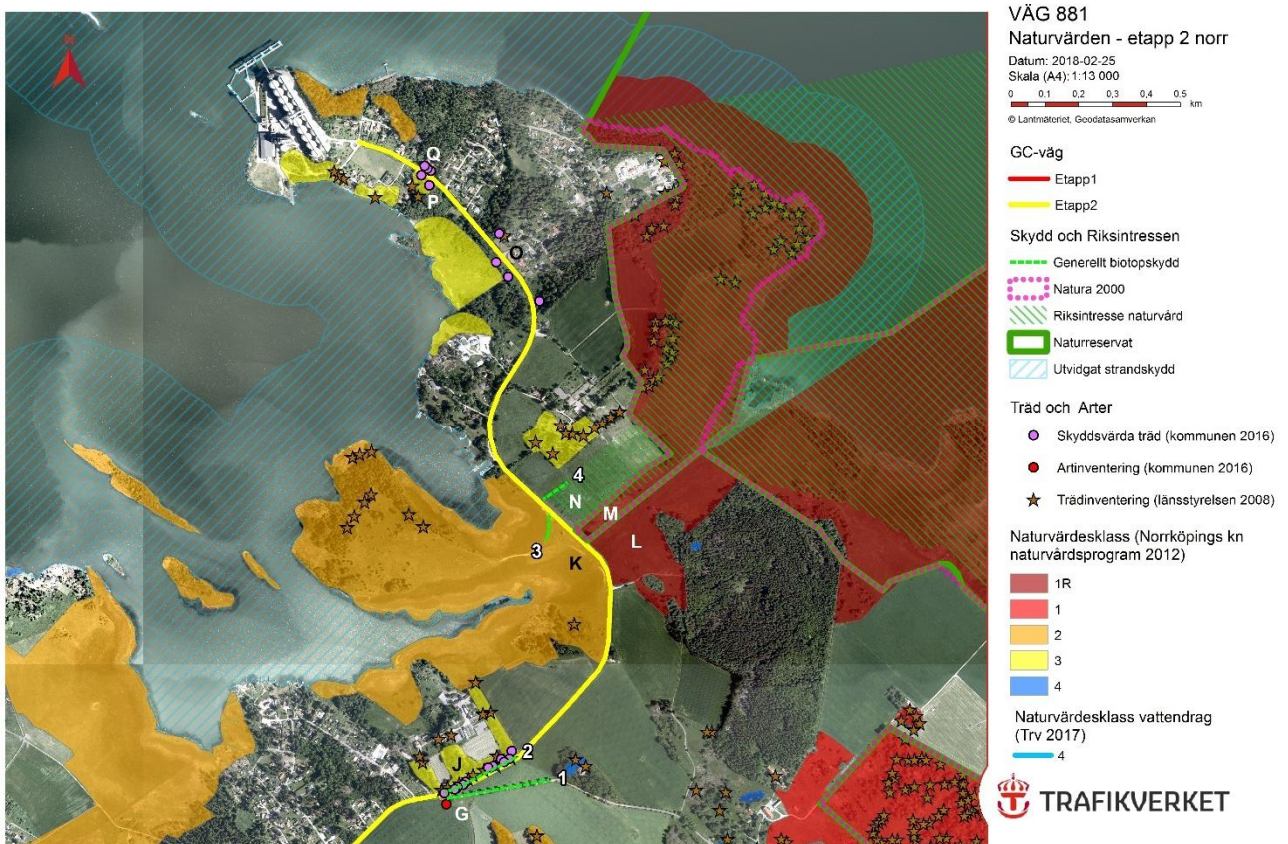 VÄG 881
Naturvärden - etapp 2 norr
Datum: 2018-02-25
Skala (A4): 1:13 000
0 0,1 0,2 0,3 0,4 0,5
km
© Lantmäteriet, Geodatasamverkan
GC-väg
Etapp1
Etapp2
Skydd och Riksintressen
Generellt biotopskydd
Natura 2000
Riksintresse naturvård
Naturreservat
Utvidgat strandskydd
Träd och Arter
Skyddsvärda träd (kommunen 2016)
Artinventering (kommunen 2016)
Trädinventering (länsstyrelsen 2008)
Naturvärdesklass (Norrköpings kn
naturvårdsprogram 2012)
1R
1
2
3
4
Naturvärdesklass vattendrag
(Trv 2017)
4
TRAFIKVERKET
Q
P
O
4
N
M
L
3
K
2
J
1
G